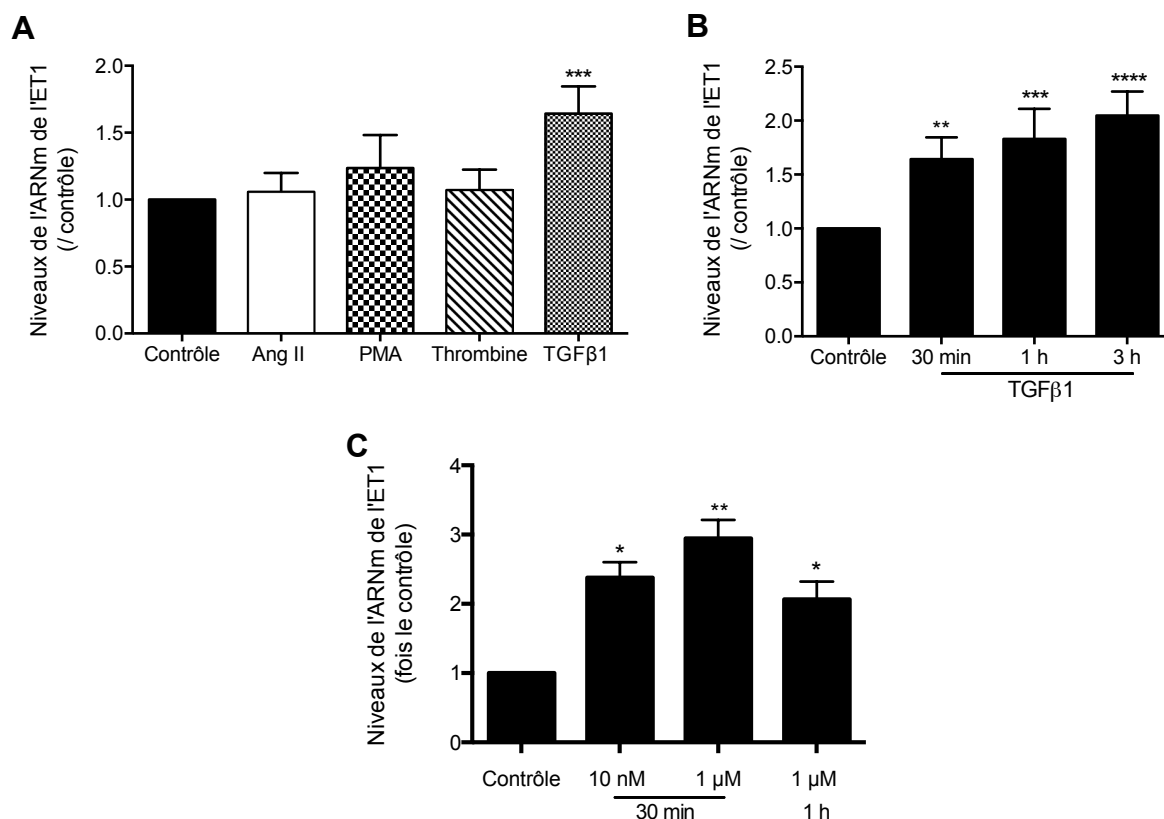 A
Niveaux de l'ARNm de l'ET1
(/ contrôle)
2.0
1.5
1.0
0.5
0.0
***
Contrôle Ang II PMA Thrombine TGFβ1
B
Niveaux de l'ARNm de l'ET1
(/ contrôle)
2.5
2.0
1.5
1.0
0.5
0.0
** *** ****
Contrôle 30 min 1 h 3 h
TGFβ1
C
Niveaux de l'ARNm de l'ET1
(fois le contrôle)
4
3
2
1
0
* ** *
Contrôle 10 nM 1 µM 1 µM
30 min 1 h